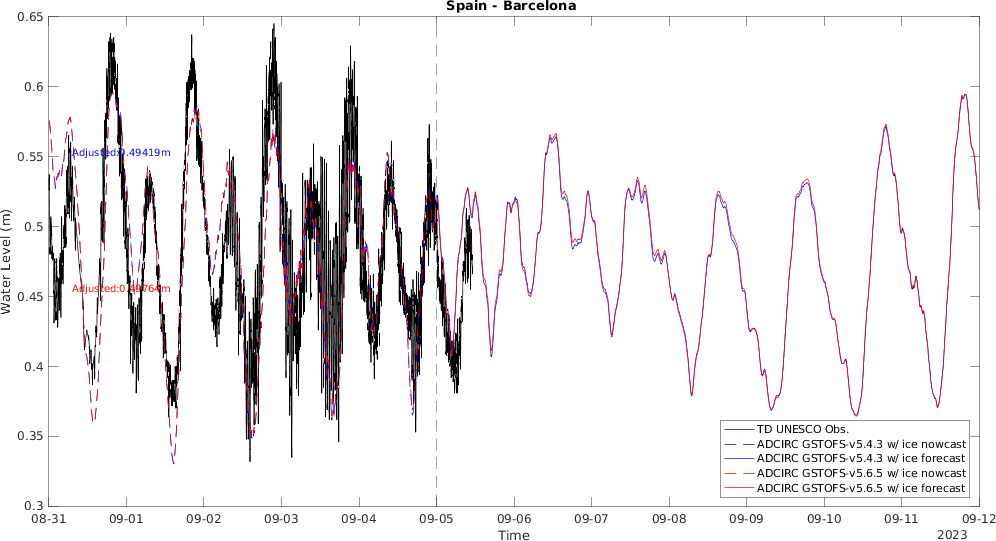 Spain - Barcelona
0.65
0.6
0.55
0.5
0.45
0.4
0.35
0.3
Water Level (m)
Adjusted:0.49419m
Adjusted:0.49764m
TD UNESCO Obs.
ADCIRC GSTOFS-v5.4.3 w/ ice nowcast
ADCIRC GSTOFS-v5.4.3 w/ ice forecast
ADCIRC GSTOFS-v5.6.5 w/ ice nowcast
ADCIRC GSTOFS-v5.6.5 w/ ice forecast
08-31 09-01 09-02 09-03 09-04 09-05 09-06 09-07 09-08 09-09 09-10 09-11 09-12
Time
2023